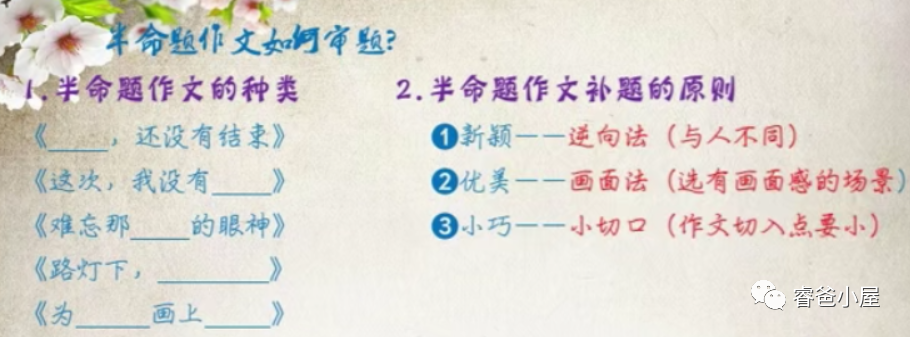 半命题作文如何审题?
1.半命题作文的种类
《____，还没有结束》
《这次，我没有____》
《难忘那____的眼神》
《路灯下，________》
《为_____画上_____》
2.半命题作文补题的原则
❶新颖——逆向法（与人不同）
❷优美——画面法（选有画面感的场景）
❸小巧——小切口（作文切入点要小）
睿爸小屋